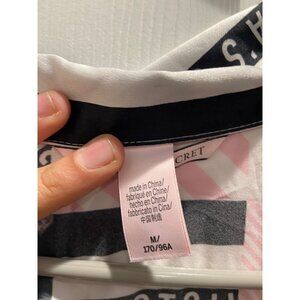 S'H
CRET
made in China/
fabriqué en Chine/
hecho en China/
fabbricato in Cina/
中国制造
M/
170/96A